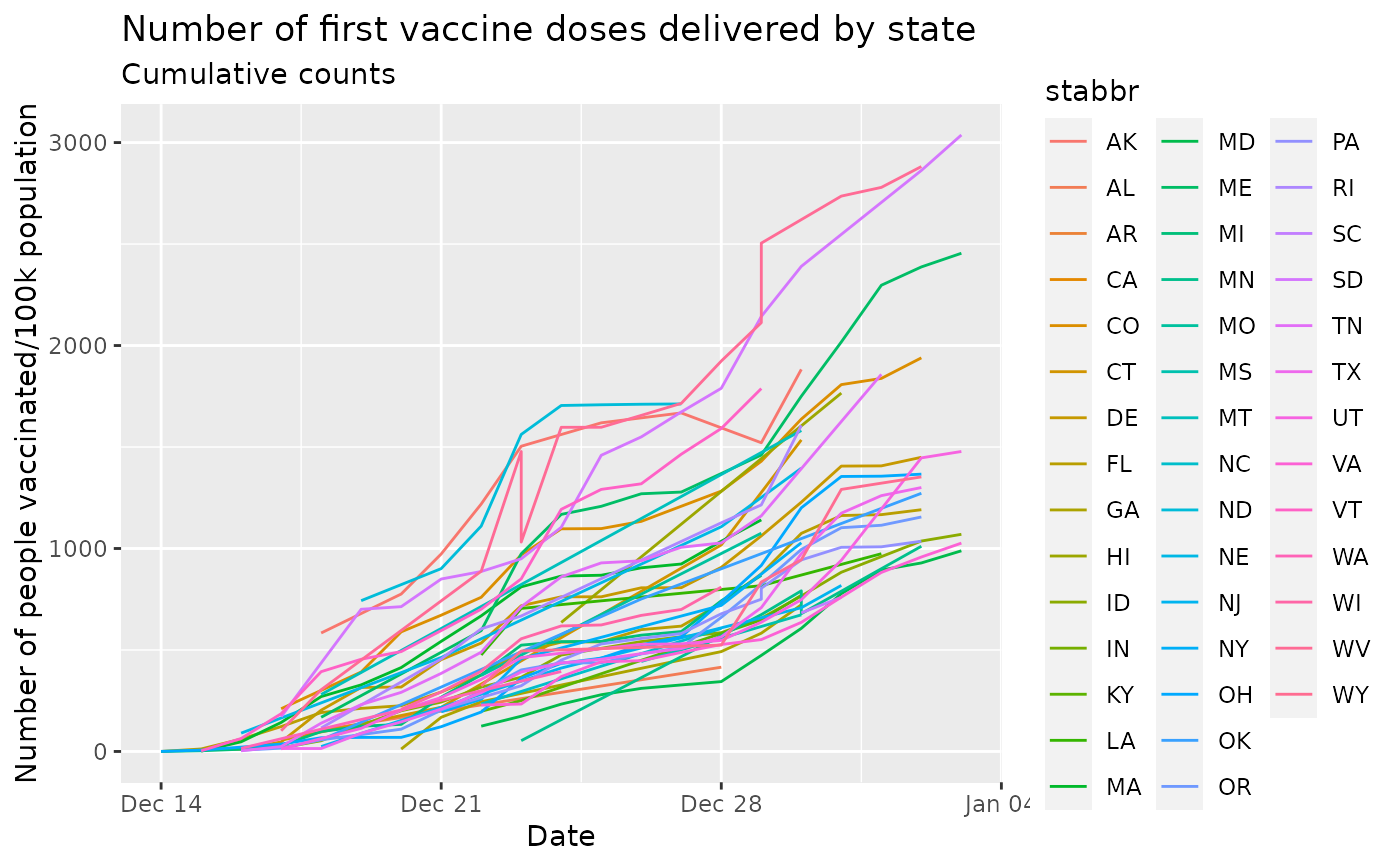 Number of first vaccine doses delivered by state
Cumulative counts
Number of people vaccinated/100k population
3000
2000
1000
0
Dec 14
Dec 21
Dec 28
Jan 04
Date
stabbr
AK
AL
AR
CA
CO
CT
DE
FL
GA
HI
ID
IN
KY
LA
MA
MD
ME
MI
MN
MO
MS
MT
NC
ND
NE
NJ
NY
OH
OK
OR
PA
RI
SC
SD
TN
TX
UT
VA
VT
WA
WI
WV
WY